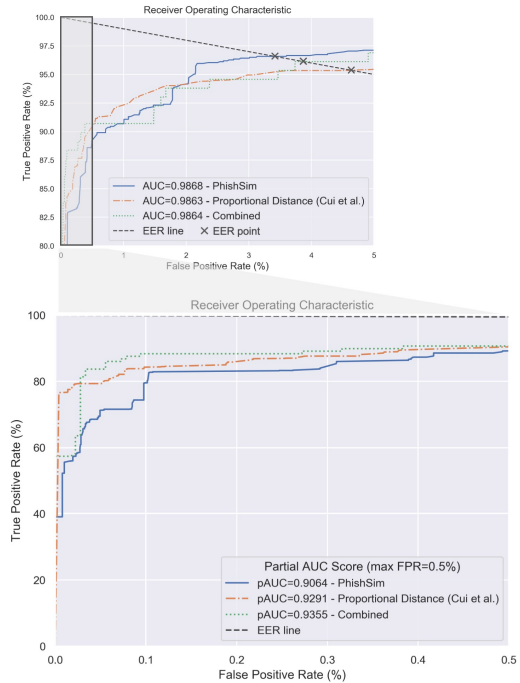 Receiver Operating Characteristic
True Positive Rate (%)
100.0
97.5
95.0
92.5
90.0
87.5
85.0
82.5
80.0
AUC=0.9868 - PhishSim
AUC=0.9863 - Proportional Distance (Cui et al.)
AUC=0.9864 - Combined
EER line EER point
0 1 2 3 4 5
False Positive Rate (%)
Receiver Operating Characteristic
True Positive Rate (%)
100
80
60
40
20
0
Partial AUC Score (max FPR=0.5%)
pAUC=0.9064 - PhishSim
pAUC=0.9291 - Proportional Distance (Cui et al.)
pAUC=0.9355 - Combined
EER line
0.0 0.1 0.2 0.3 0.4 0.5
False Positive Rate (%)